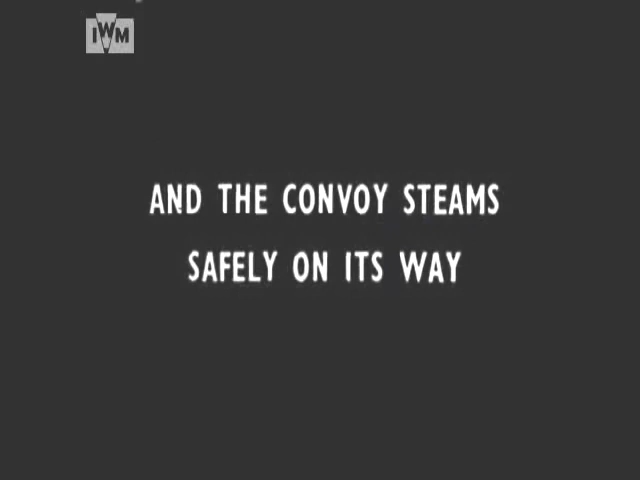 IWM
AND THE CONVOY STEAMS
SAFELY ON ITS WAY